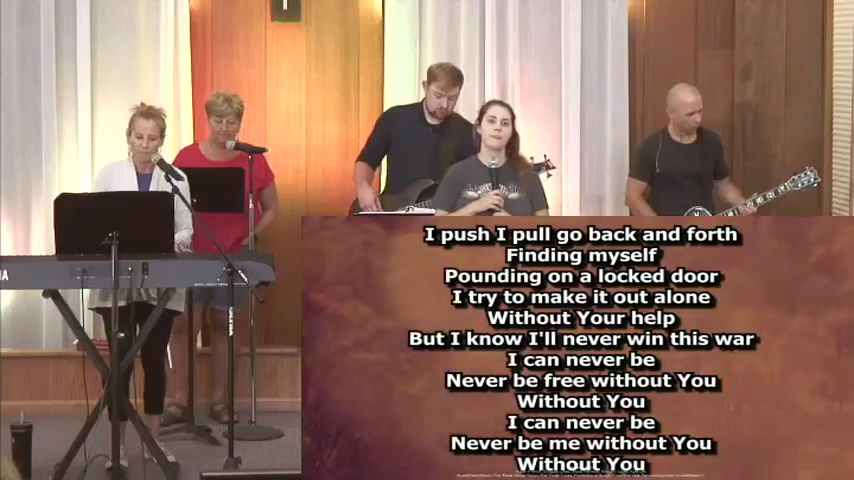 I push I pull go back and forth
Finding myself
Pounding on a locked door
I try to make it out alone
Without Your help
But I know I'll never win this war
I can never be
Never be free without You
Without You
I can never be
Never be me without You
Without You